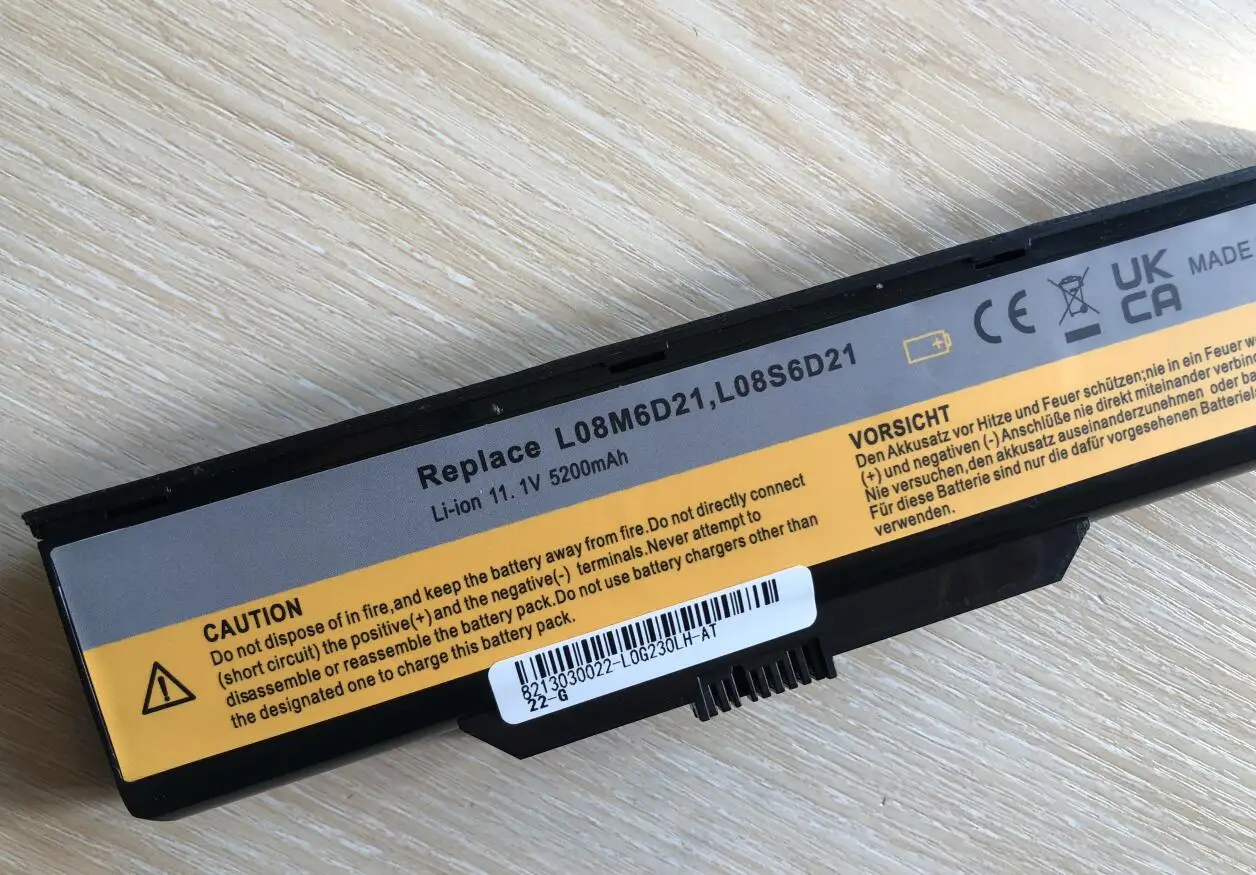 Replace L08M6D21,L08S6D21
Li-ion 11.1V 5200mAh
CE
UK
CA
MADE
CAUTION
Do not dispose of in fire,and keep the battery away from fire.Do not directly connect
(short circuit) the positive(+) and the negative(-) terminals.Never attempt to
disassemble or reassemble the battery pack.Do not use battery chargers other than
the designated one to charge this battery pack.
VORSICHT
Den Akkusatz vor Hitze und Feuer schützen;nie in ein Feuer
(+) und negativen (-) Anschlüße nie direkt miteinander
Nie versuchen,den akkusatz auseinanderzunehmen oder
Für diese Batterie sind nur die dafür vorgesehenen
verwenden.
8213030022-L0G230LH-AT
22-G